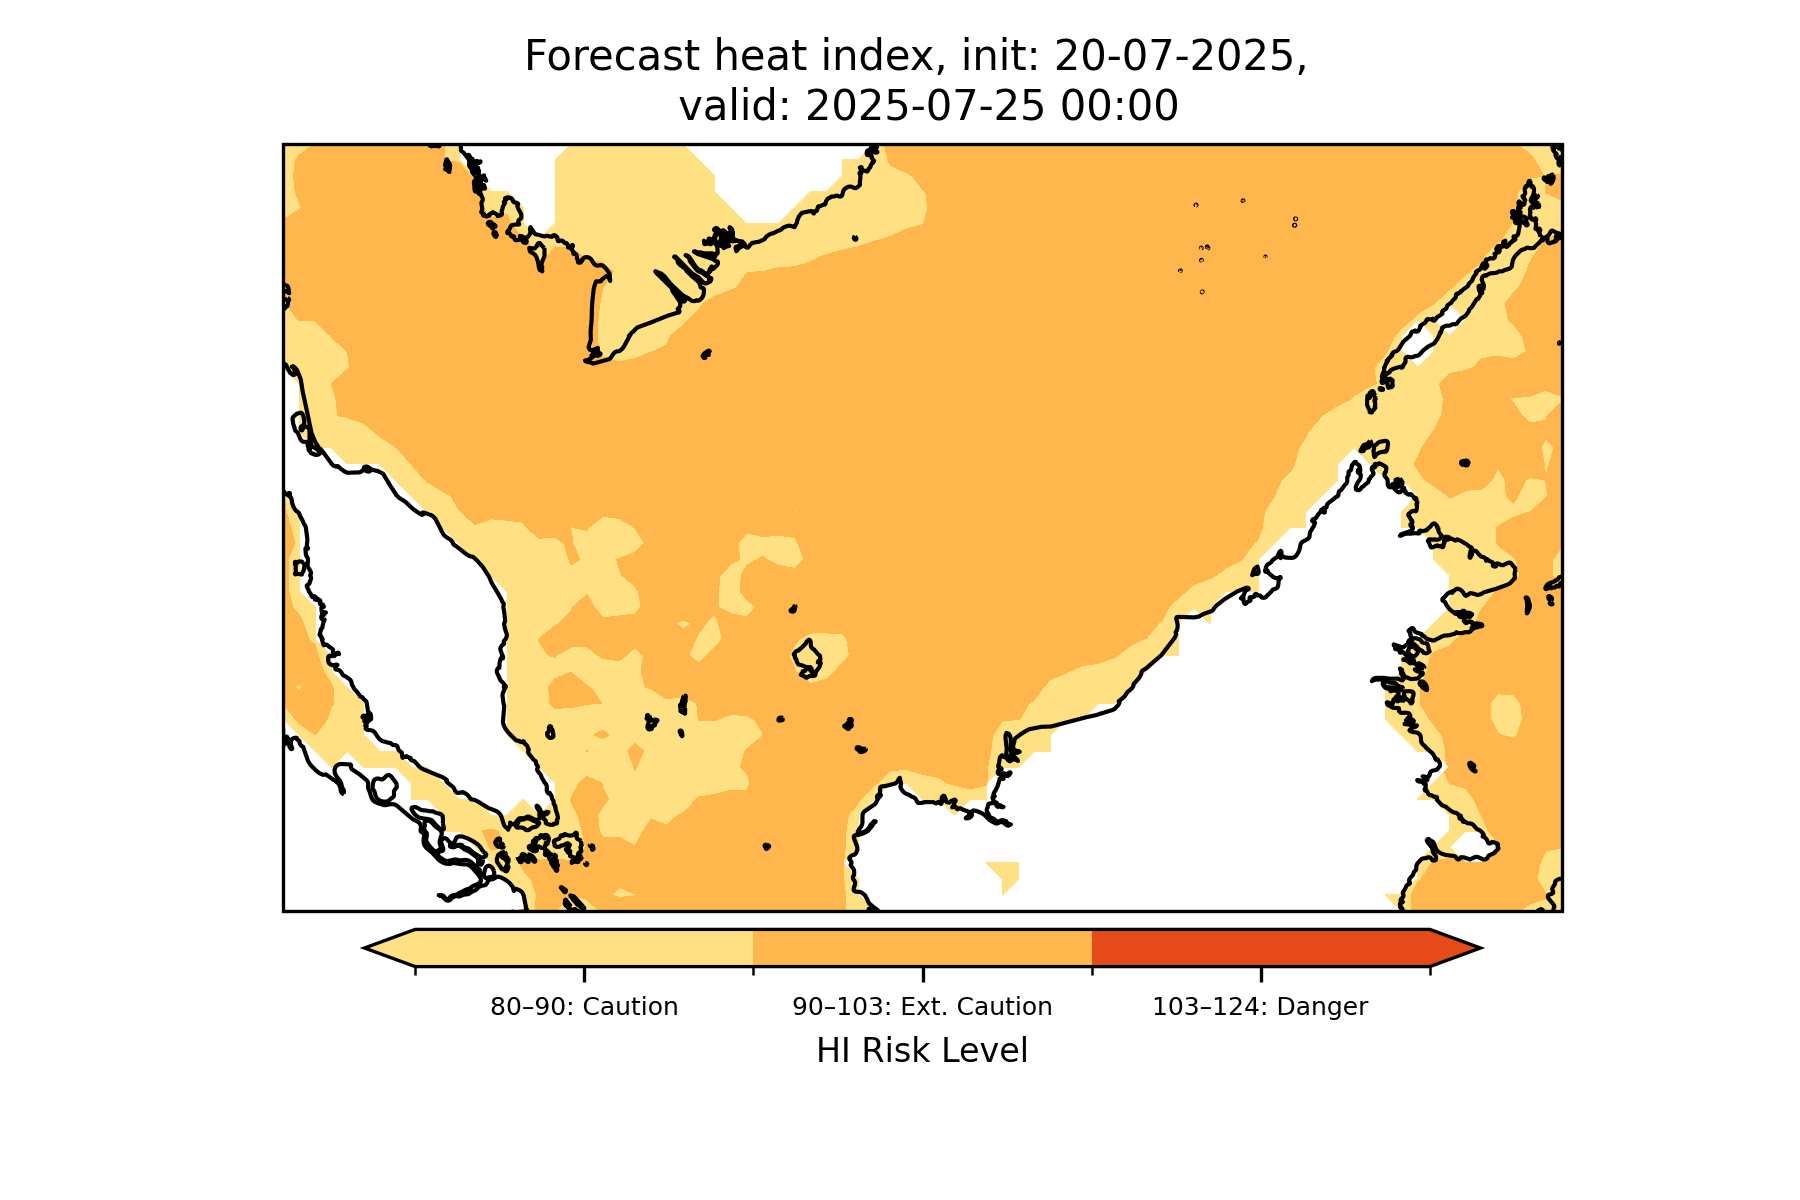 Forecast heat index, init: 20-07-2025,
valid: 2025-07-25 00:00
80–90: Caution
90–103: Ext. Caution
103–124: Danger
HI Risk Level